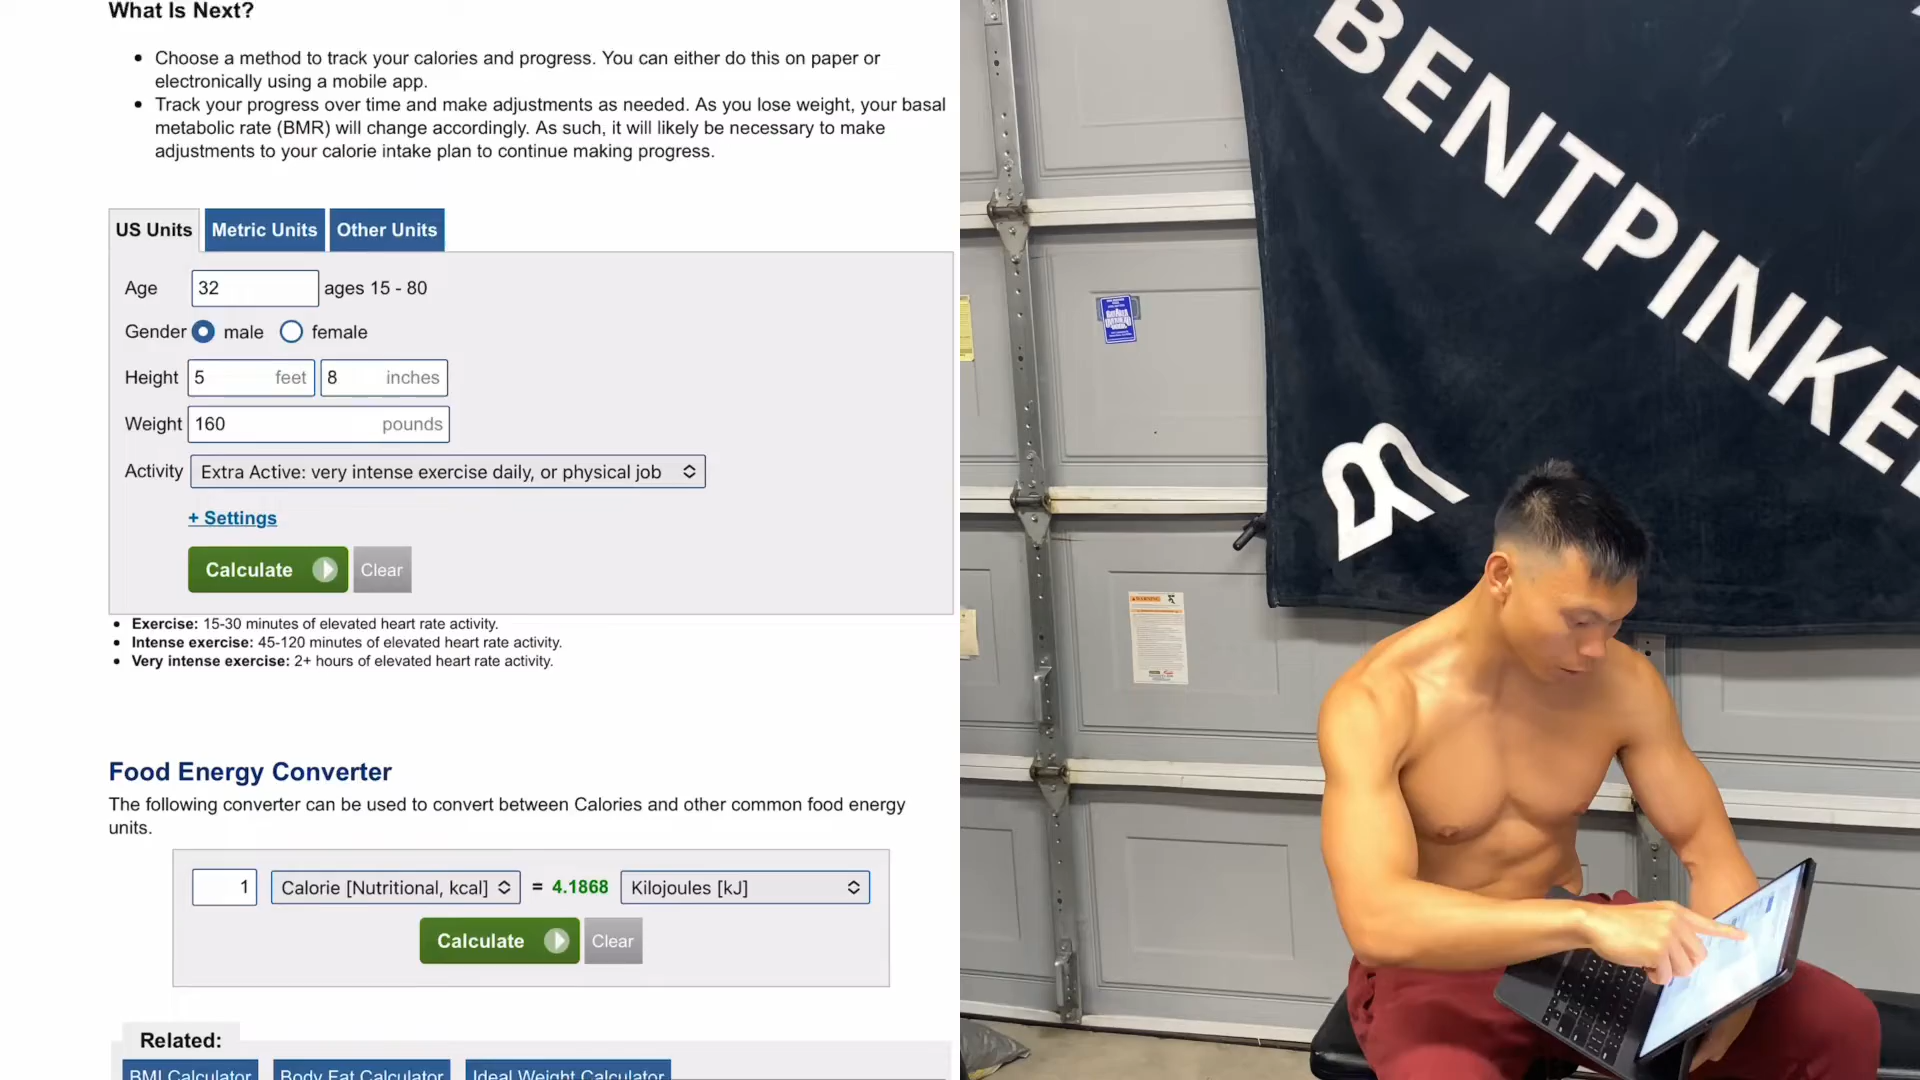 What Is Next?
• Choose a method to track your calories and progress. You can either do this on paper or
electronically using a mobile app.
• Track your progress over time and make adjustments as needed. As you lose weight, your basal
metabolic rate (BMR) will change accordingly. As such, it will likely be necessary to make
adjustments to your calorie intake plan to continue making progress.
US Units Metric Units Other Units
Age 32 ages 15 - 80
Gender male female
Height 5 feet 8 inches
Weight 160 pounds
Activity Extra Active: very intense exercise daily, or physical job
+ Settings
Calculate Clear
• Exercise: 15-30 minutes of elevated heart rate activity.
• Intense exercise: 45-120 minutes of elevated heart rate activity.
• Very intense exercise: 2+ hours of elevated heart rate activity.
Food Energy Converter
The following converter can be used to convert between Calories and other common food energy
units.
1 Calorie [Nutritional, kcal] = 4.1868 Kilojoules [kJ]
Calculate Clear
Related:
BMI Calculator Body Fat Calculator Ideal Weight Calculator
BENTPINKE
WARNING